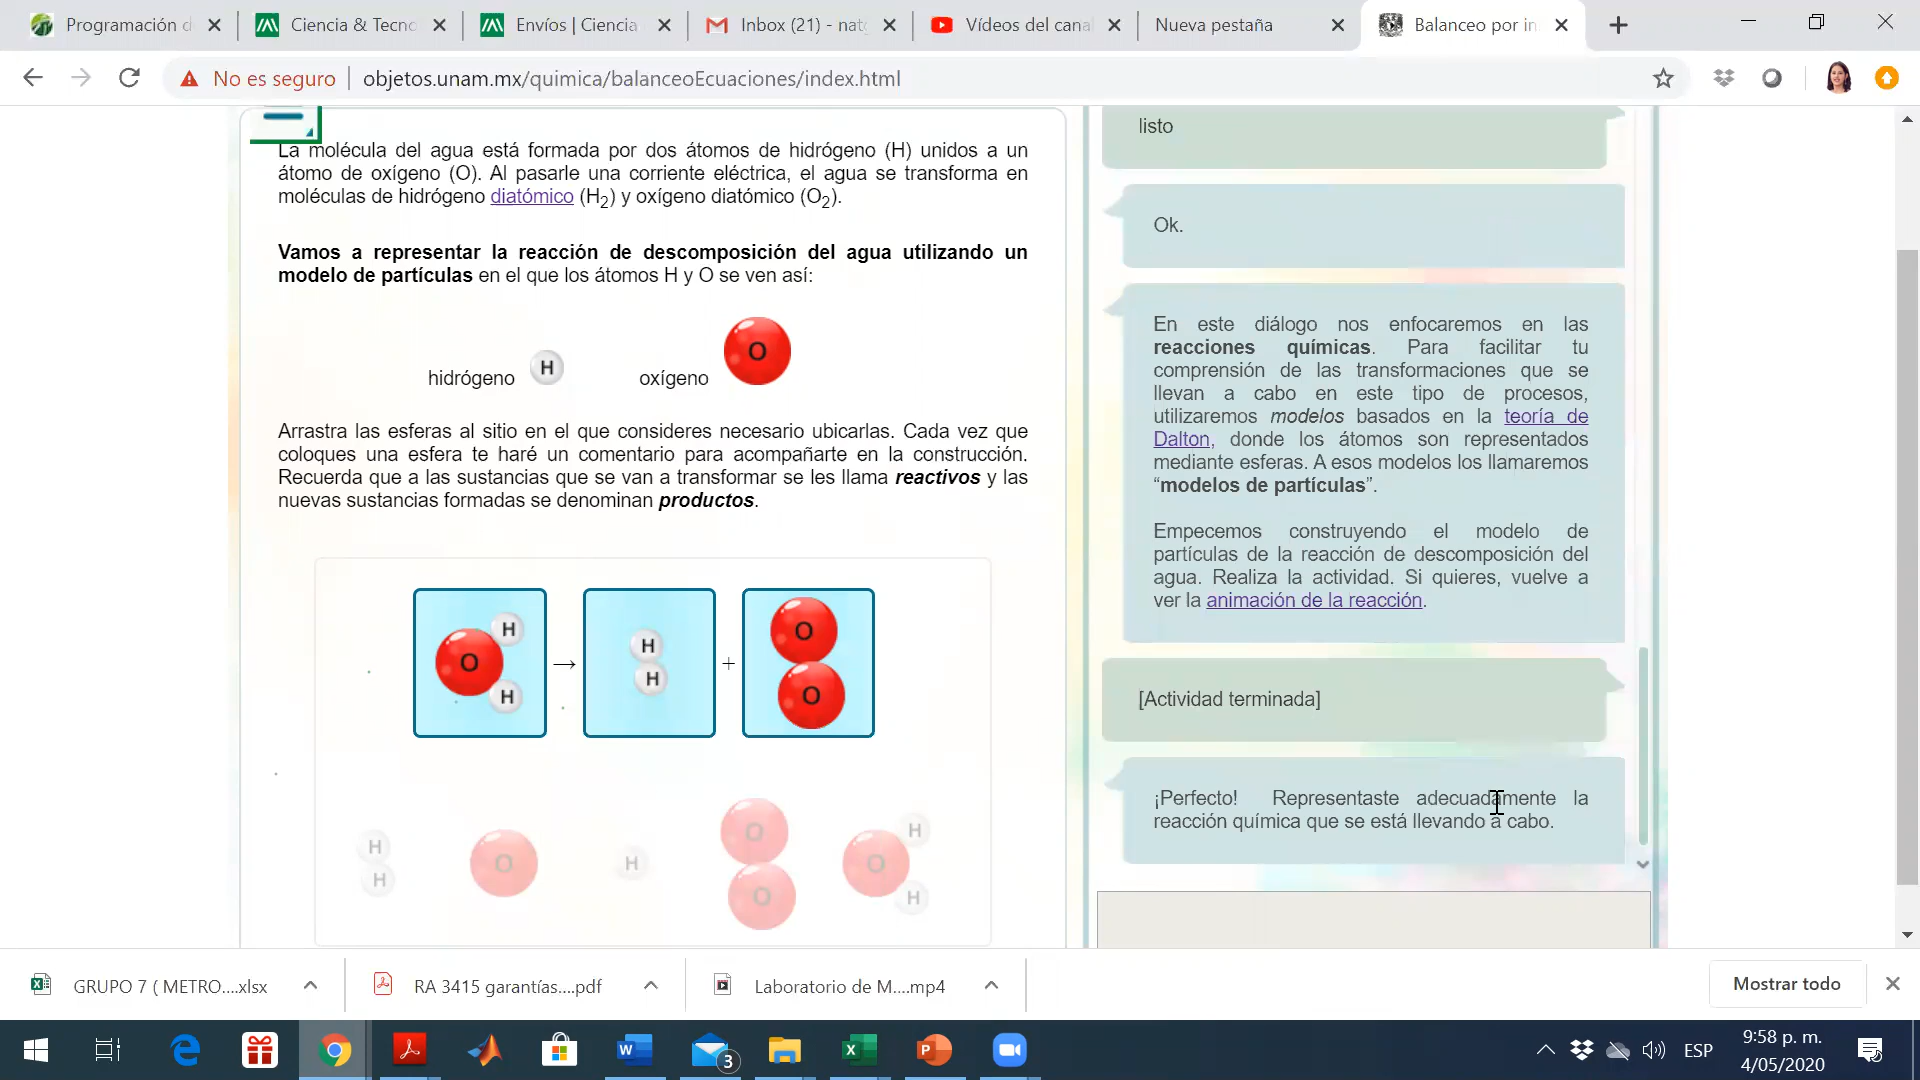 Programación d
Ciencia & Tecno
Envíos | Ciencia
Inbox (21) - natg
Vídeos del canal
Nueva pestaña
Balanceo por in
No es seguro
objetos.unam.mx/quimica/balanceoEcuaciones/index.html
La molécula del agua está formada por dos átomos de hidrógeno (H) unidos a un
átomo de oxígeno (O). Al pasarle una corriente eléctrica, el agua se transforma en
moléculas de hidrógeno diatómico (H2) y oxígeno diatómico (O2).
Vamos a representar la reacción de descomposición del agua utilizando un
modelo de partículas en el que los átomos H y O se ven así:
hidrógeno H oxígeno O
Arrastra las esferas al sitio en el que consideres necesario ubicarlas. Cada vez que
coloques una esfera te haré un comentario para acompañarte en la construcción.
Recuerda que a las sustancias que se van a transformar se les llama reactivos y las
nuevas sustancias formadas se denominan productos.
H
O
H
→
H
H
+
O
O
H
H
O
H
O
O
H
O
H
listo
Ok.
En este diálogo nos enfocaremos en las
reacciones químicas. Para facilitar tu
comprensión de las transformaciones que se
llevan a cabo en este tipo de procesos,
utilizaremos modelos basados en la teoría de
Dalton, donde los átomos son representados
mediante esferas. A esos modelos los llamaremos
“modelos de partículas”.
Empecemos construyendo el modelo de
partículas de la reacción de descomposición del
agua. Realiza la actividad. Si quieres, vuelve a
ver la animación de la reacción.
[Actividad terminada]
¡Perfecto! Representaste adecuadamente la
reacción química que se está llevando a cabo.
GRUPO 7 ( METRO....xlsx
RA 3415 garantías....pdf
Laboratorio de M....mp4
Mostrar todo
3
ESP
9:58 p. m.
4/05/2020